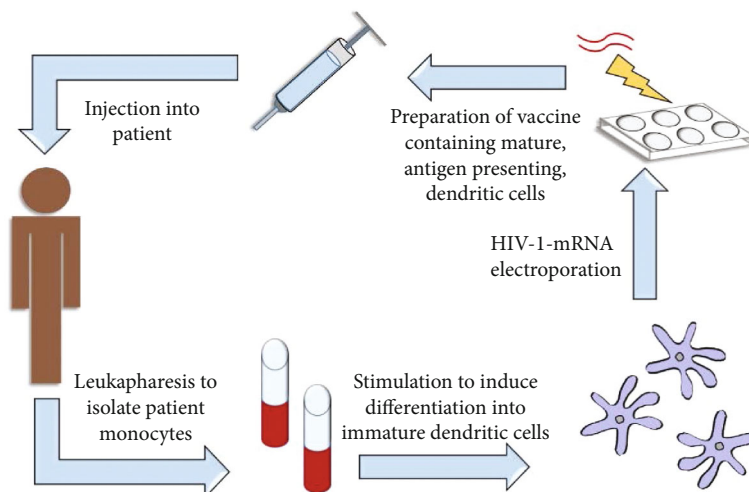 Injection into
patient
Preparation of vaccine
containing mature,
antigen presenting,
dendritic cells
HIV-1-mRNA
electroporation
Leukapharesis to
isolate patient
monocytes
Stimulation to induce
differentiation into
immature dendritic cells